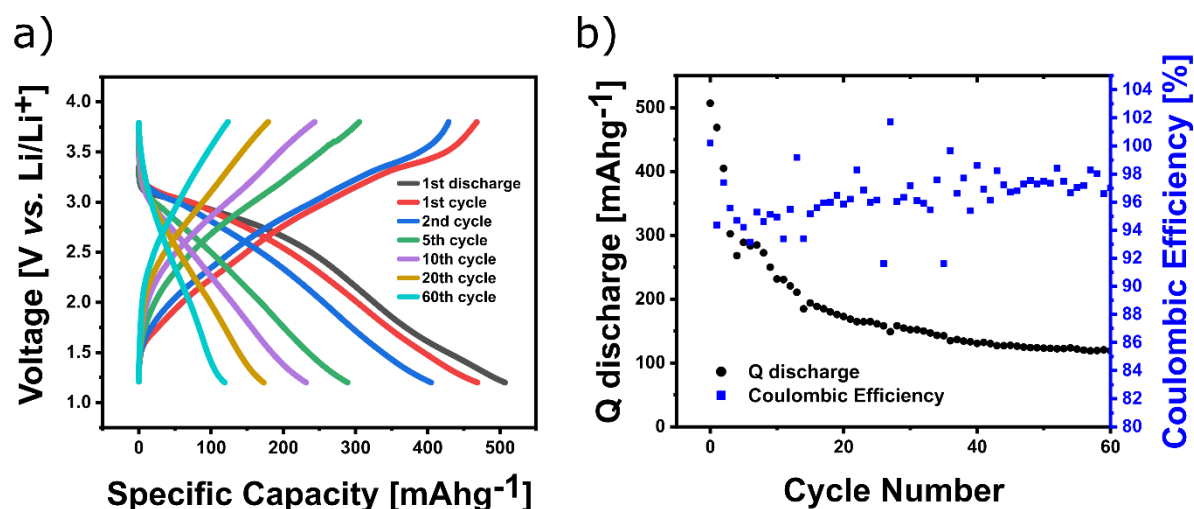 a)
Voltage [V vs. Li/Li+]
4.0
3.5
3.0
2.5
2.0
1.5
1.0
1st discharge
1st cycle
2nd cycle
5th cycle
10th cycle
20th cycle
60th cycle
0
100
200
300
400
500
Specific Capacity [mAhg-1]
b)
Q discharge [mAhg-1]
500
400
300
200
100
0
Q discharge
Coulombic Efficiency
0
20
40
60
Cycle Number
104
102
100
98
96
94
92
90
88
86
84
82
80
Coulombic Efficiency [%]